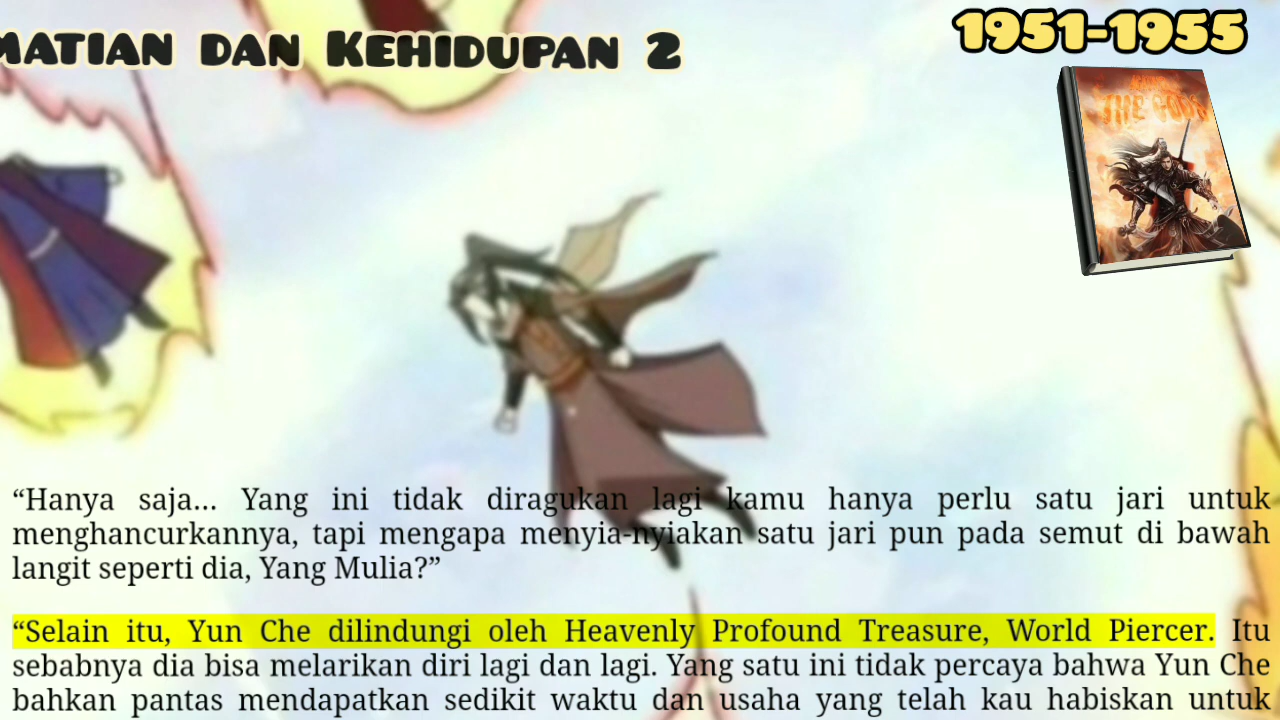 MATIAN DAN KEHIDUPAN 2
1951-1955
THE GODS
“Hanya saja... Yang ini tidak diragukan lagi kamu hanya perlu satu jari untuk
menghancurkannya, tapi mengapa menyia-nyiakan satu jari pun pada semut di bawah
langit seperti dia, Yang Mulia?”
“Selain itu, Yun Che dilindungi oleh Heavenly Profound Treasure, World Piercer. Itu
sebabnya dia bisa melarikan diri lagi dan lagi. Yang satu ini tidak percaya bahwa Yun Che
bahkan pantas mendapatkan sedikit waktu dan usaha yang telah kau habiskan untuk